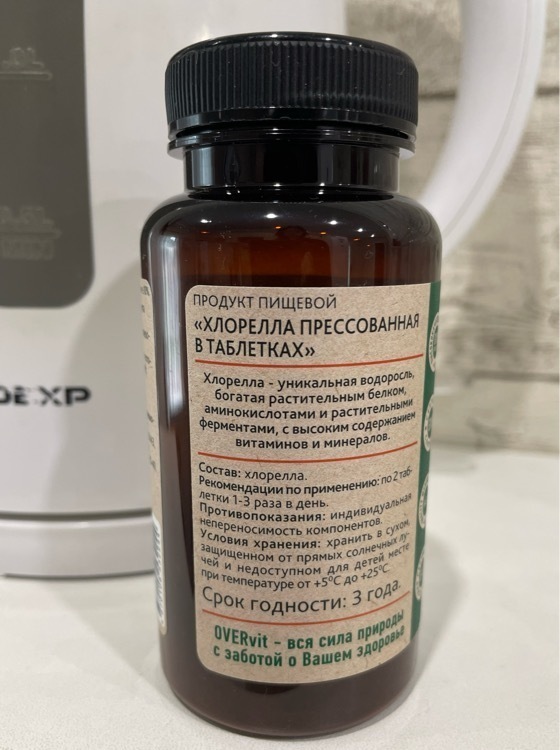 DEXP
ПРОДУКТ ПИЩЕВОЙ
«ХЛОРЕЛЛА ПРЕССОВАННАЯ
В ТАБЛЕТКАХ»
Хлорелла - уникальная водоросль,
богатая растительным белком,
аминокислотами и растительными
ферментами, с высоким содержанием
витаминов и минералов.
Состав: хлорелла.
Рекомендации по применению: по 2 таб-
летки 1-3 раза в день.
Противопоказания: индивидуальная
непереносимость компонентов.
Условия хранения: хранить в сухом,
защищенном от прямых солнечных лу-
чей и недоступном для детей месте
при температуре от +5°С до +25°С.
Срок годности: 3 года.
OVERvit - вся сила природы
с заботой о Вашем здоровье